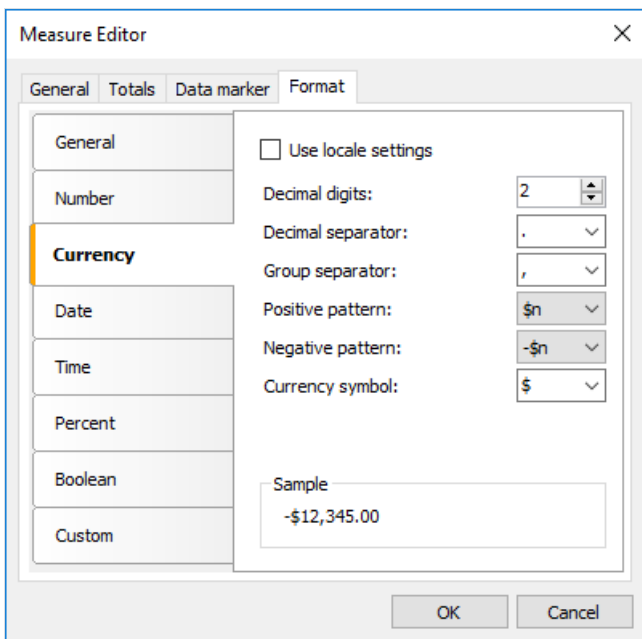 Measure Editor
General Totals Data marker Format
General
Number
Currency
Date
Time
Percent
Boolean
Custom
Use locale settings
Decimal digits: 2
Decimal separator: .
Group separator: ,
Positive pattern: $n
Negative pattern: -$n
Currency symbol: $
Sample
-$12,345.00
OK Cancel